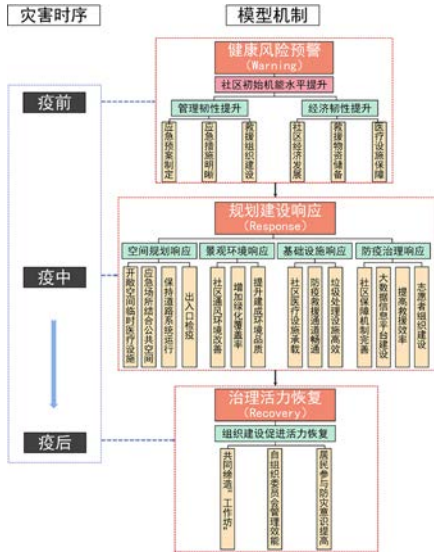 灾害时序
模型机制
疫前
健康风险预警
(Warning)
社区初始机能水平提升
管理韧性提升
经济韧性提升
应急预案制定
应急措施明晰
救援组织建设
社区经济发展
救援物资储备
医疗设施保障
疫中
规划建设响应
(Response)
空间规划响应
景观环境响应
基础设施响应
防疫治理响应
开敞空间临时医疗设施
应急场所结合公共空间
保持道路系统运行
出入口检疫
社区通风环境改善
增加绿化覆盖率
提升建成环境品质
社区医疗设施承载
防疫救援通道畅通
垃圾处理设施高效
社区保障机制完善
大数据信息平台建设
提高救援效率
志愿者组织建设
疫后
治理活力恢复
(Recovery)
组织建设促进活力恢复
共同缔造"工作坊"
自组织委员会管理效能
居民参与防灾意识提高